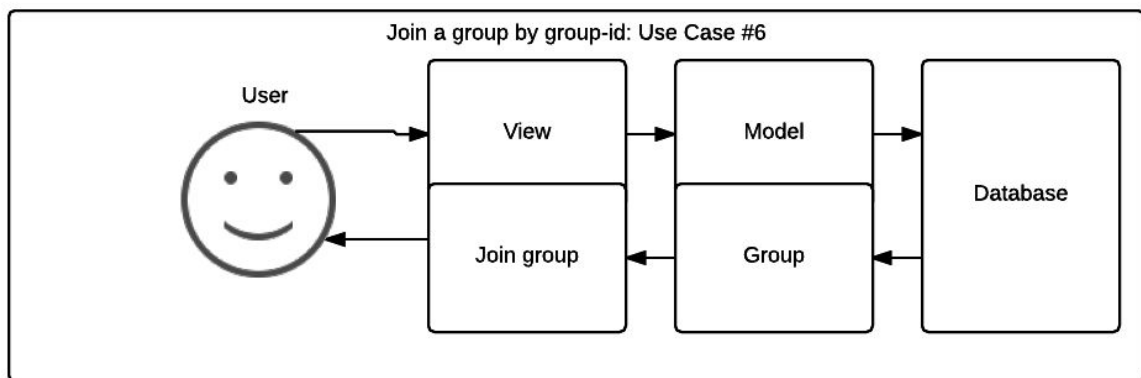 Join a group by group-id: Use Case #6
User
View
Model
Database
Join group
Group